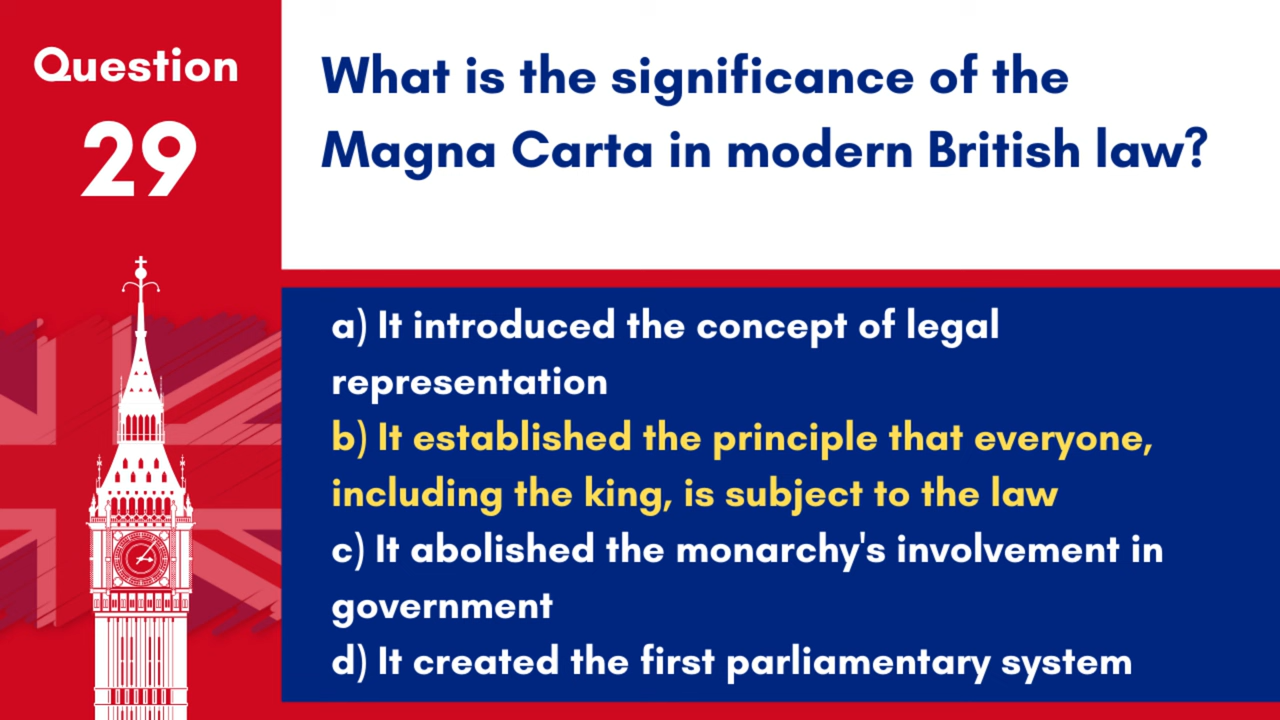 Question
29
What is the significance of the
Magna Carta in modern British law?
a) It introduced the concept of legal
representation
b) It established the principle that everyone,
including the king, is subject to the law
c) It abolished the monarchy's involvement in
government
d) It created the first parliamentary system